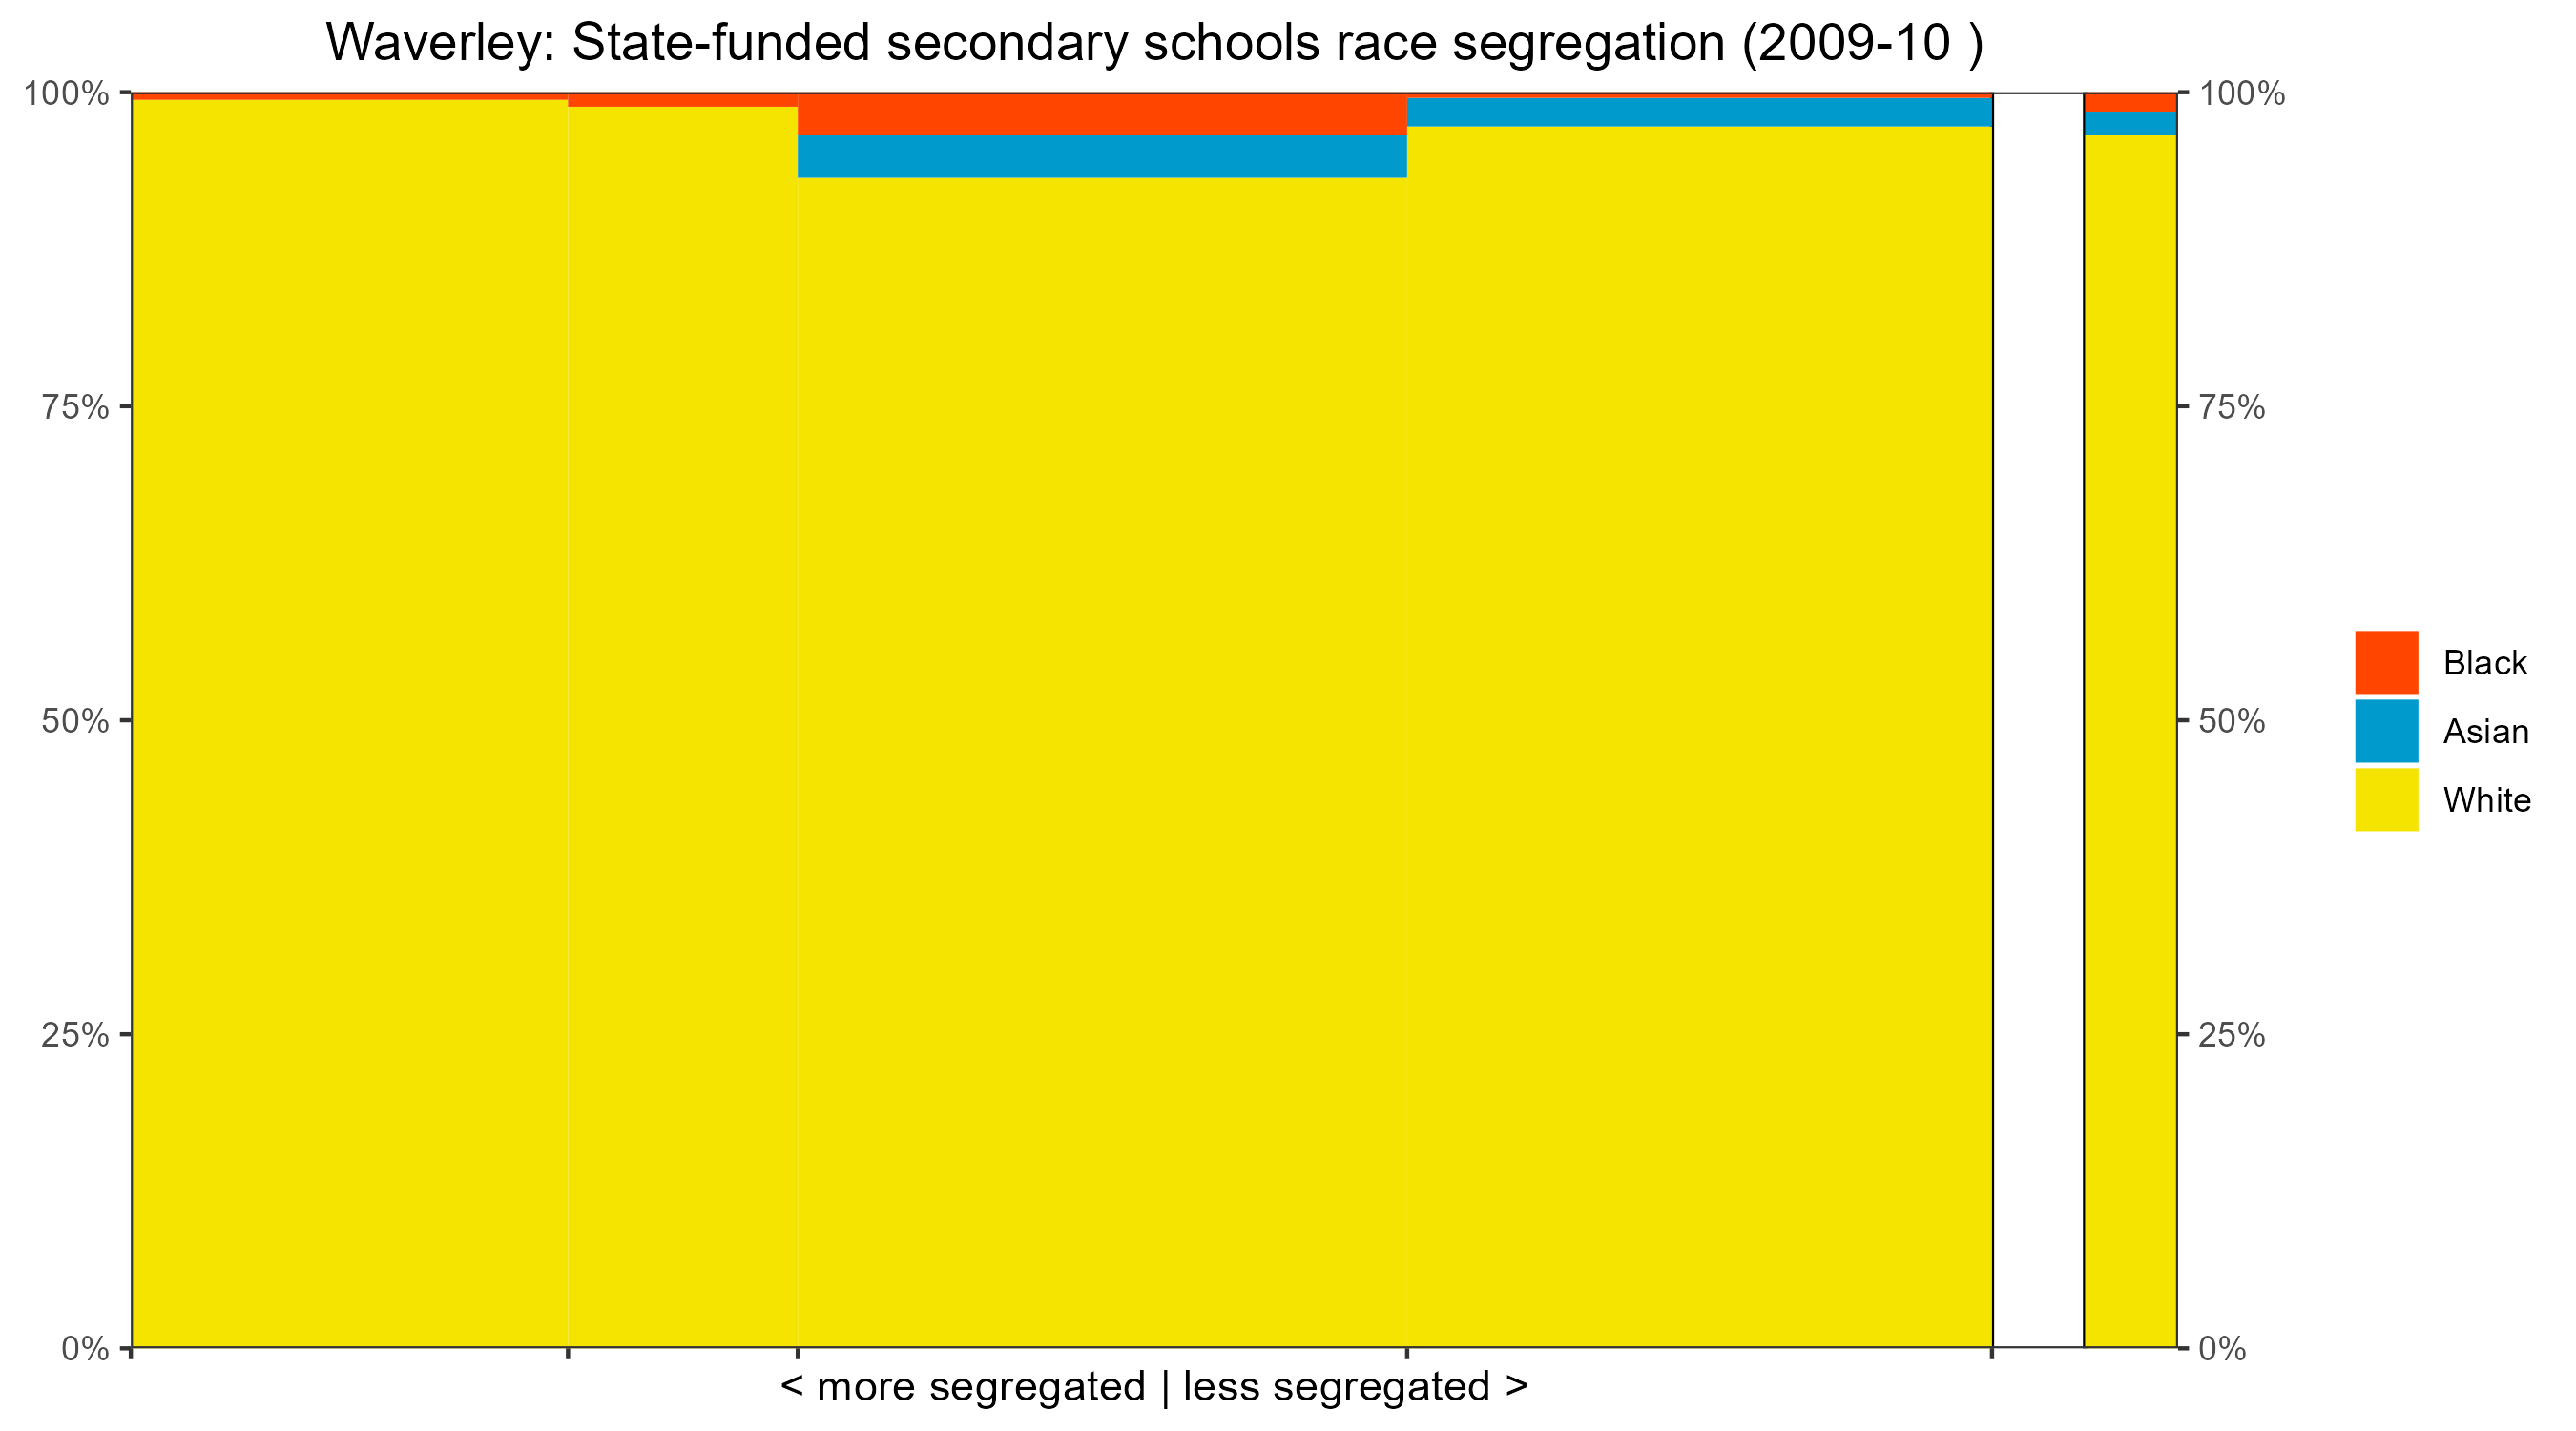 Waverley: State-funded secondary schools race segregation (2009-10 )
100%
75%
50%
25%
0%
100%
75%
50%
25%
0%
Black
Asian
White
< more segregated | less segregated >